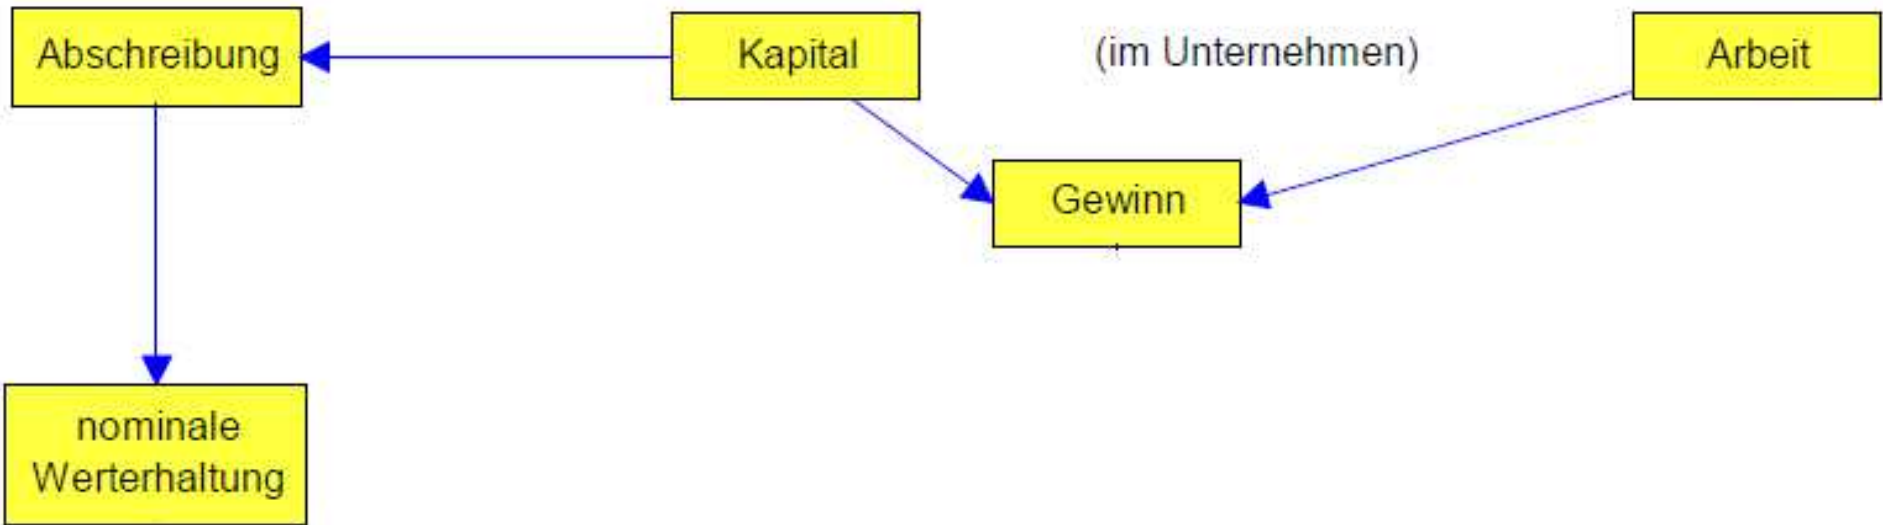 Abschreibung
Kapital
(im Unternehmen)
Arbeit
Gewinn
nominale
Werterhaltung